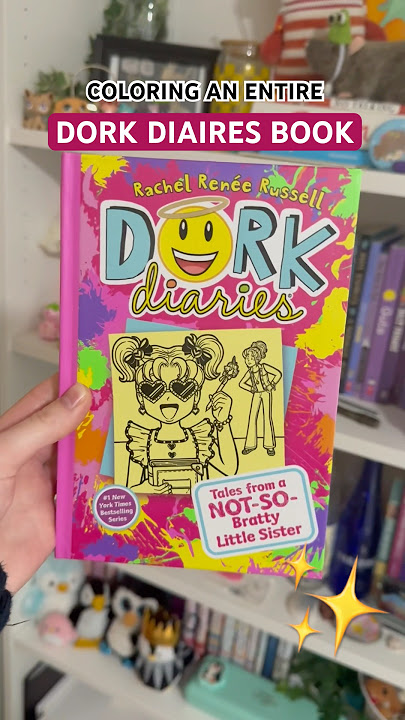 COLORING AN ENTIRE
DORK DIAIRES BOOK
Rachel Renée Russell
DORK
diaries
#1 New
York Times
Bestselling
Series
Tales from a
NOT-SO-
Bratty
Little Sister